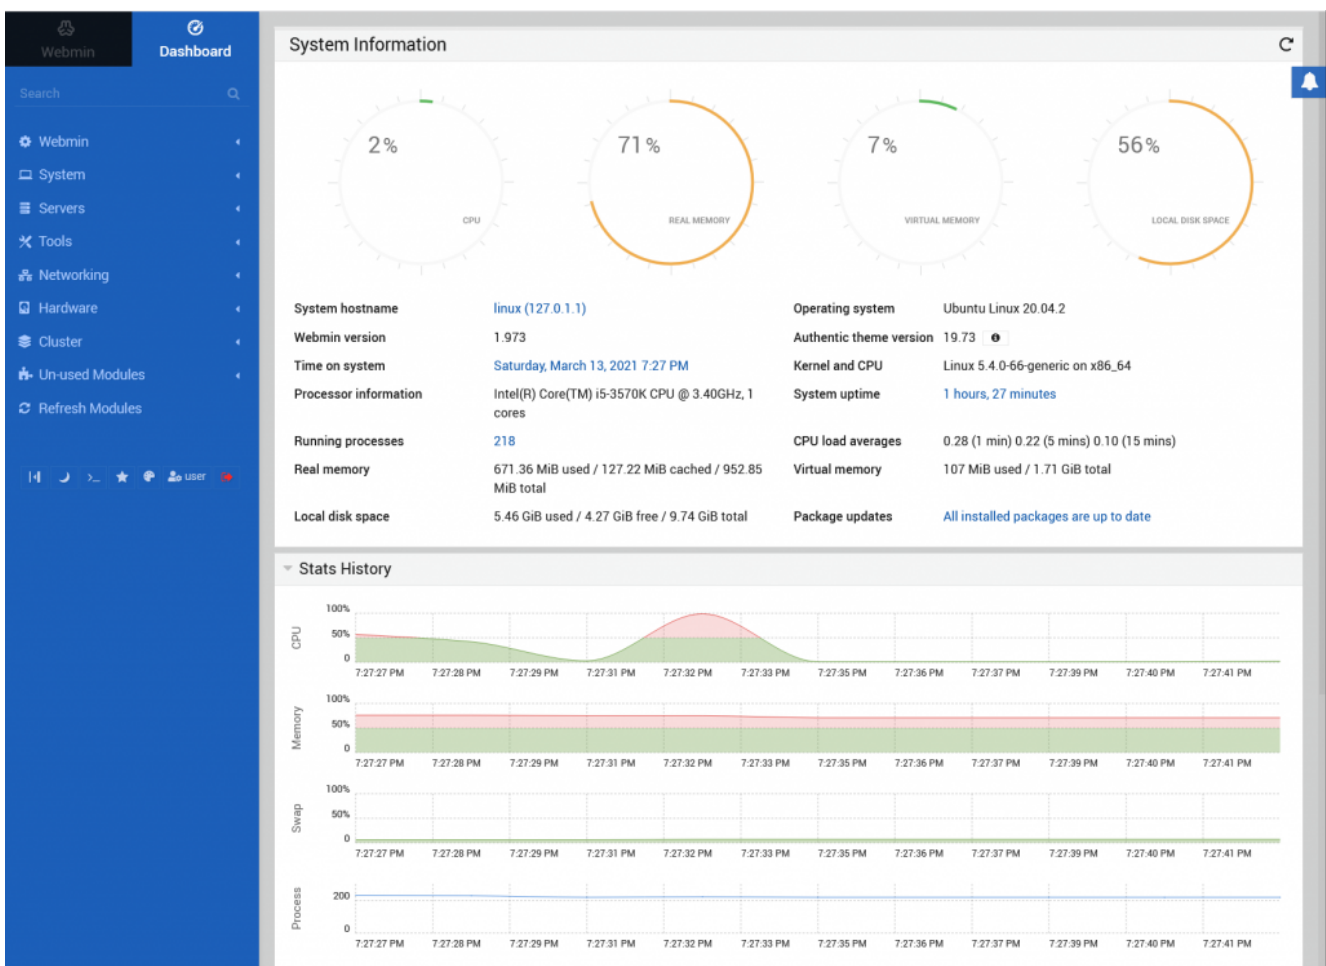 Webmin
Dashboard
Search
Webmin
System
Servers
Tools
Networking
Hardware
Cluster
Un-used Modules
Refresh Modules
user
System Information
2%
CPU
71%
REAL MEMORY
7%
VIRTUAL MEMORY
56%
LOCAL DISK SPACE
System hostname linux (127.0.1.1) Operating system Ubuntu Linux 20.04.2
Webmin version 1.973 Authentic theme version 19.73
Time on system Saturday, March 13, 2021 7:27 PM Kernel and CPU Linux 5.4.0-66-generic on x86_64
Processor information Intel(R) Core(TM) i5-3570K CPU @ 3.40GHz, 1 System uptime 1 hours, 27 minutes
cores
Running processes 218 CPU load averages 0.28 (1 min) 0.22 (5 mins) 0.10 (15 mins)
Real memory 671.36 MiB used / 127.22 MiB cached / 952.85 Virtual memory 107 MiB used / 1.71 GiB total
MiB total
Local disk space 5.46 GiB used / 4.27 GiB free / 9.74 GiB total Package updates All installed packages are up to date
Stats History
CPU
100%
50%
0
7:27:27 PM 7:27:28 PM 7:27:29 PM 7:27:31 PM 7:27:32 PM 7:27:33 PM 7:27:35 PM 7:27:36 PM 7:27:37 PM 7:27:39 PM 7:27:40 PM 7:27:41 PM
Memory
100%
50%
0
7:27:27 PM 7:27:28 PM 7:27:29 PM 7:27:31 PM 7:27:32 PM 7:27:33 PM 7:27:35 PM 7:27:36 PM 7:27:37 PM 7:27:39 PM 7:27:40 PM 7:27:41 PM
Swap
100%
50%
0
7:27:27 PM 7:27:28 PM 7:27:29 PM 7:27:31 PM 7:27:32 PM 7:27:33 PM 7:27:35 PM 7:27:36 PM 7:27:37 PM 7:27:39 PM 7:27:40 PM 7:27:41 PM
Process
200
0
7:27:27 PM 7:27:28 PM 7:27:29 PM 7:27:31 PM 7:27:32 PM 7:27:33 PM 7:27:35 PM 7:27:36 PM 7:27:37 PM 7:27:39 PM 7:27:40 PM 7:27:41 PM